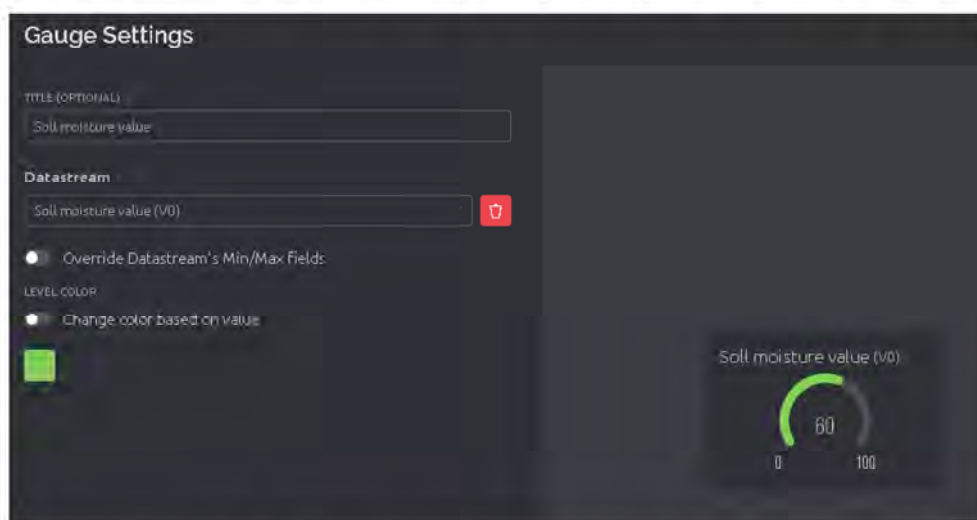 Gauge Settings
TITLE (OPTIONAL)
Soil moisture value
Datastream
Soil moisture value (V0)
Override Datastream's Min/Max fields
LEVEL COLOR
Change color based on value
Soil moisture value (V0)
60
0 100